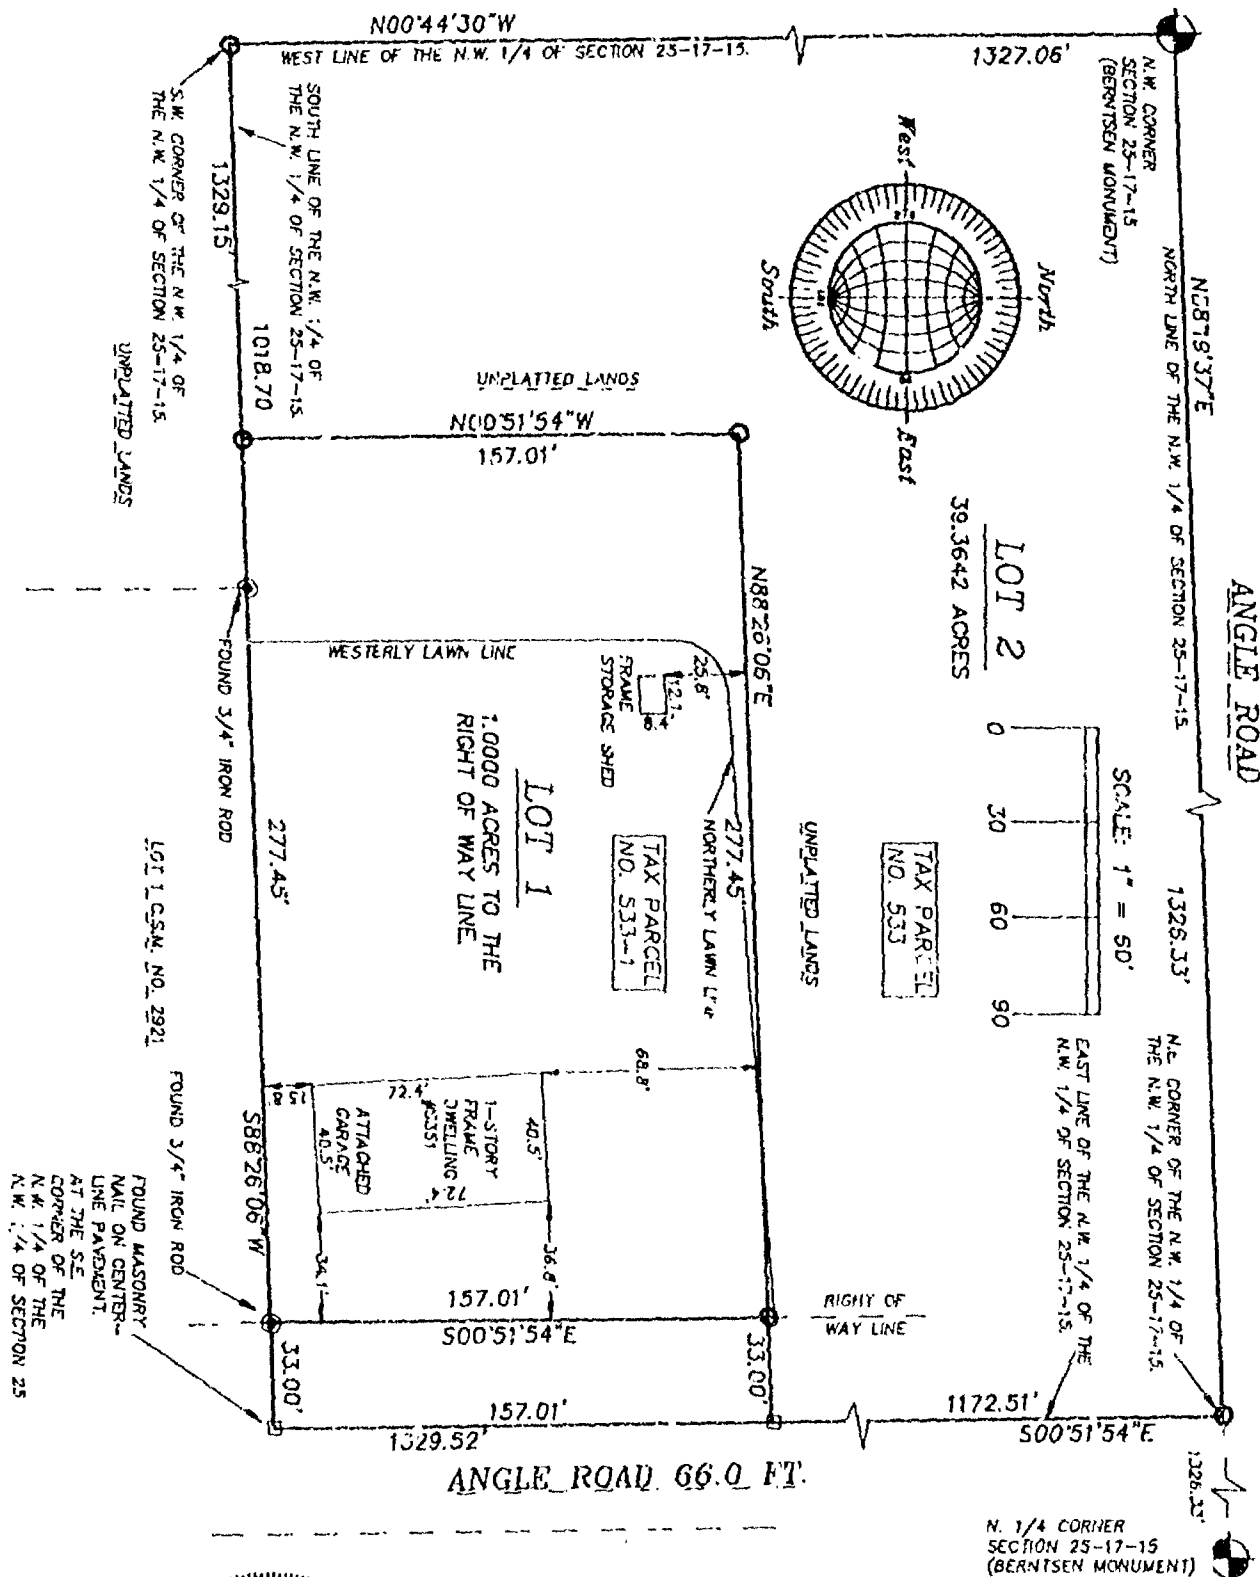 N00°44'30"W
WEST LINE OF THE N.W. 1/4 OF SECTION 25-17-15.
1327.06'
N.W. CORNER
SECTION 25-17-15
(BERNTSEN MONUMENT)
NORTH LINE OF THE N.W. 1/4 OF SECTION 25-17-15
ANGLE ROAD
1326.33'
S.W. CORNER OF THE N.W. 1/4 OF
THE N.W. 1/4 OF SECTION 25-17-15.
SOUTH LINE OF THE N.W. 1/4 OF
THE N.W. 1/4 OF SECTION 25-17-15.
1329.15'
1018.70
UNPLATTED LANDS
West
North
South
East
UNPLATTED LANDS
N00°51'54"W
157.01'
LOT 2
39.3642 ACRES
SCALE: 1" = 50'
0 30 60 90
N88°26'06"E
277.45'
NORTHERLY LAWN LINE
UNPLATTED LANDS
TAX PARCEL
NO. 533
WESTERLY LAWN LINE
25.8'
12.1'
8.4'
FRAME
STORAGE SHED
LOT 1
1.0000 ACRES TO THE
RIGHT OF WAY LINE
TAX PARCEL
NO. 533-1
FOUND 3/4" IRON ROD
277.45'
S88°26'06"W
LOT 1 C.S.M. NO. 2921
FOUND 3/4" IRON ROD
68.8'
15.8'
72.4'
40.5'
1-STORY
FRAME
DWELLING
ATTACHED
GARAGE
40.5'
72.4'
36.8'
34.1'
157.01'
S00°51'54"E
33.00'
33.00'
RIGHT OF
WAY LINE
N.E. CORNER OF THE N.W. 1/4 OF
THE N.W. 1/4 OF SECTION 25-17-15.
EAST LINE OF THE N.W. 1/4 OF THE
N.W. 1/4 OF SECTION 25-17-15.
FOUND MASONRY
NAIL ON CENTER-
LINE PAVEMENT.
AT THE S.E.
CORNER OF THE
N.W. 1/4 OF THE
N.W. 1/4 OF SECTION 25
157.01'
1329.52'
1172.51'
S00°51'54"E
1326.33'
ANGLE ROAD 66.0 FT.
N. 1/4 CORNER
SECTION 25-17-15
(BERNTSEN MONUMENT)